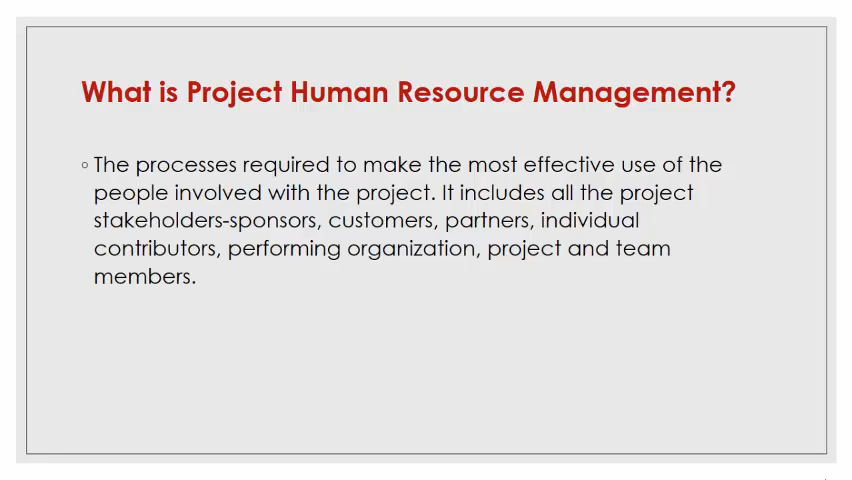 What is Project Human Resource Management?
◦ The processes required to make the most effective use of the
people involved with the project. It includes all the project
stakeholders-sponsors, customers, partners, individual
contributors, performing organization, project and team
members.